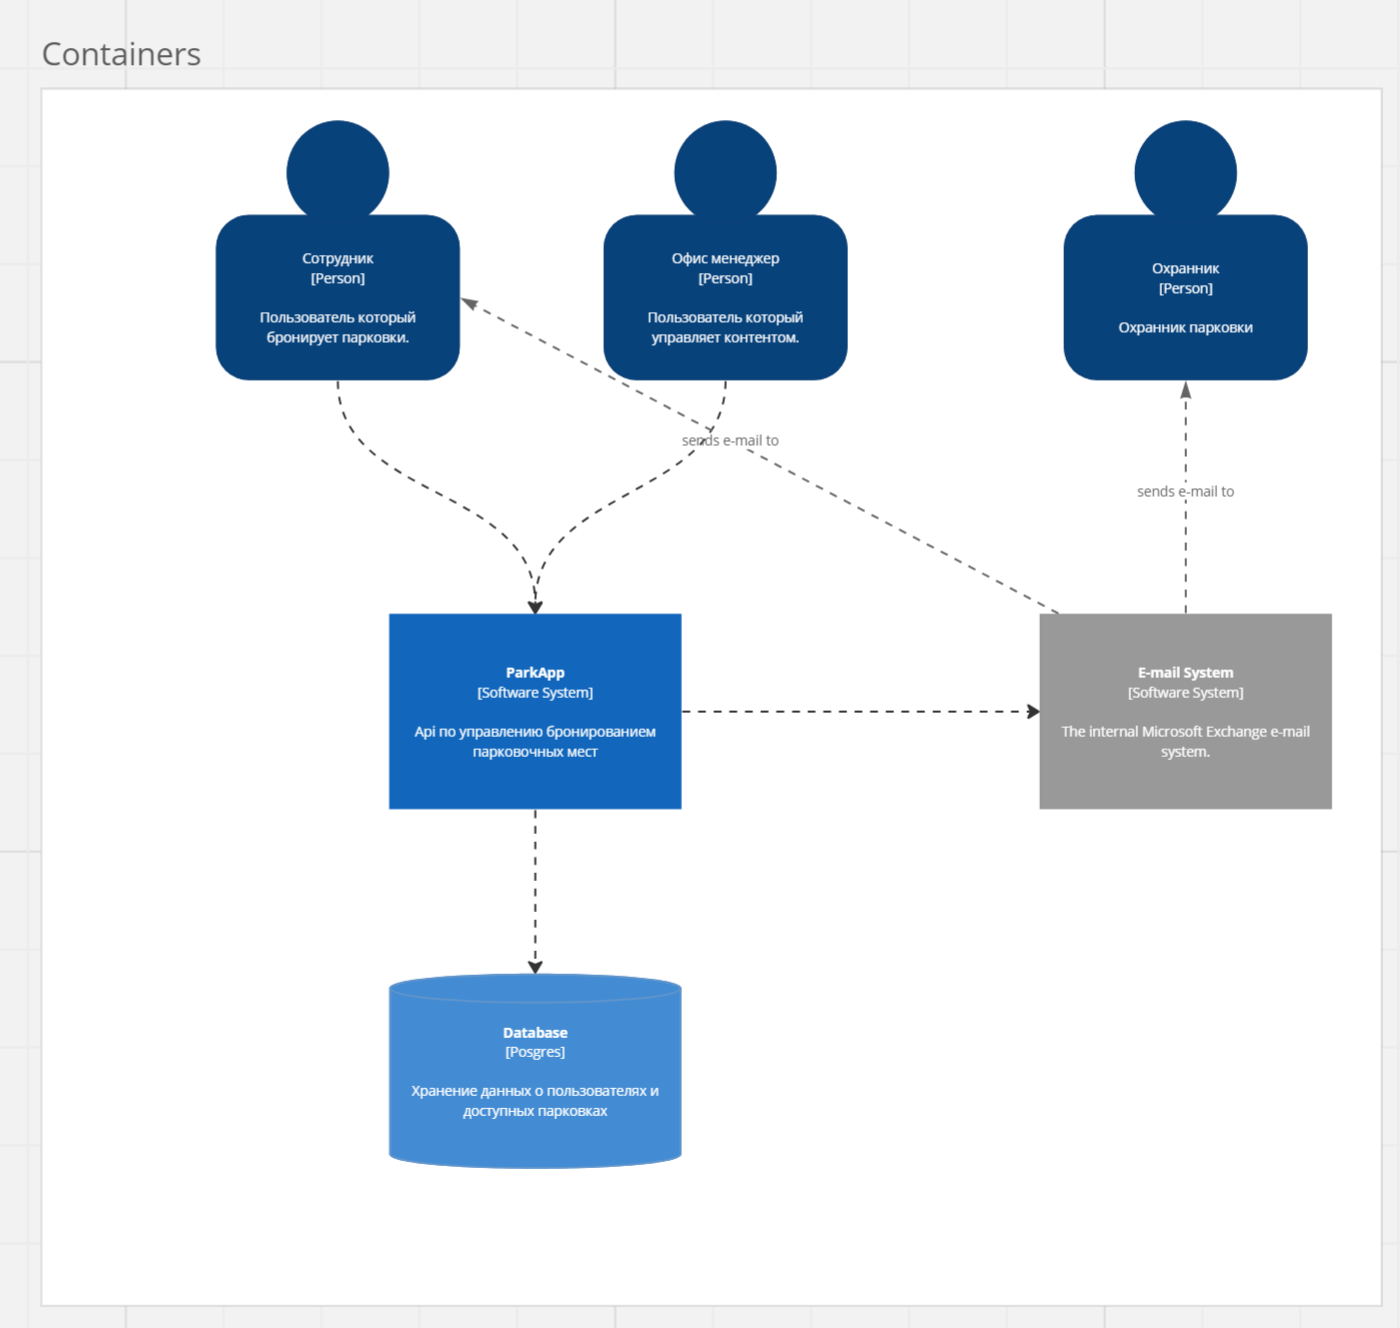 Containers
Сотрудник
[Person]
Пользователь который
бронирует парковки.
Офис менеджер
[Person]
Пользователь который
управляет контентом.
Охранник
[Person]
Охранник парковки
sends e-mail to
sends e-mail to
ParkApp
[Software System]
Api по управлению бронированием
парковочных мест
E-mail System
[Software System]
The internal Microsoft Exchange e-mail
system.
Database
[Posgres]
Хранение данных о пользователях и
доступных парковках